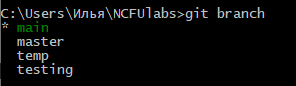 C:\Users\Илья\NCFUlabs>git branch
* main
  master
  temp
  testing